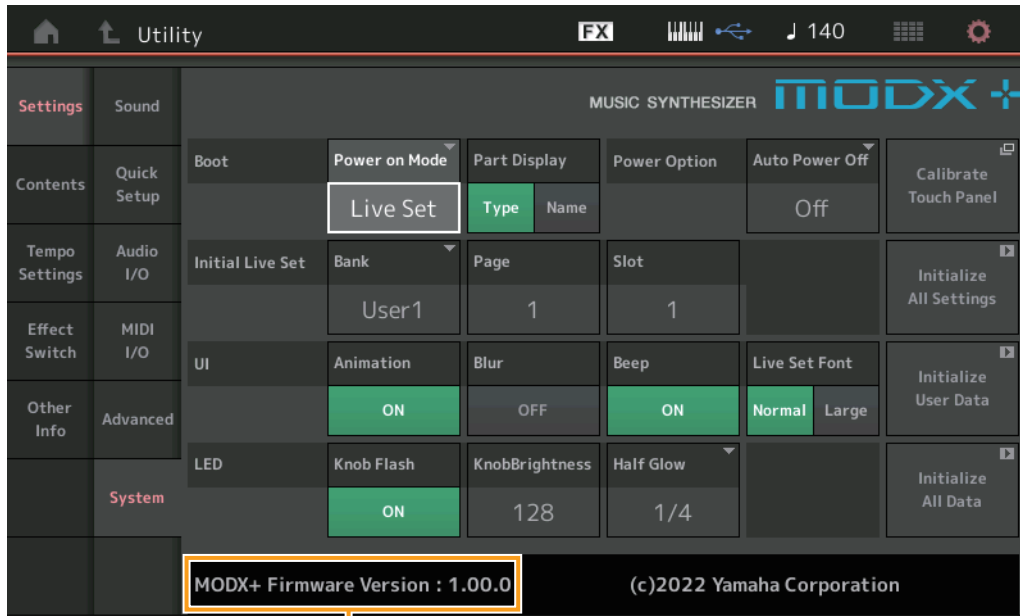 Utility
FX
♩ 140
Settings
Contents
Tempo
Settings
Effect
Switch
Other
Info
Sound
Quick
Setup
Audio
I/O
MIDI
I/O
Advanced
System
MUSIC SYNTHESIZER MODX+
Boot
Power on Mode
Live Set
Part Display
Type Name
Power Option
Auto Power Off
Off
Calibrate
Touch Panel
Initial Live Set
Bank
User1
Page
1
Slot
1
Initialize
All Settings
UI
Animation
ON
Blur
OFF
Beep
ON
Live Set Font
Normal Large
Initialize
User Data
LED
Knob Flash
ON
KnobBrightness
128
Half Glow
1/4
Initialize
All Data
MODX+ Firmware Version : 1.00.0
(c)2022 Yamaha Corporation